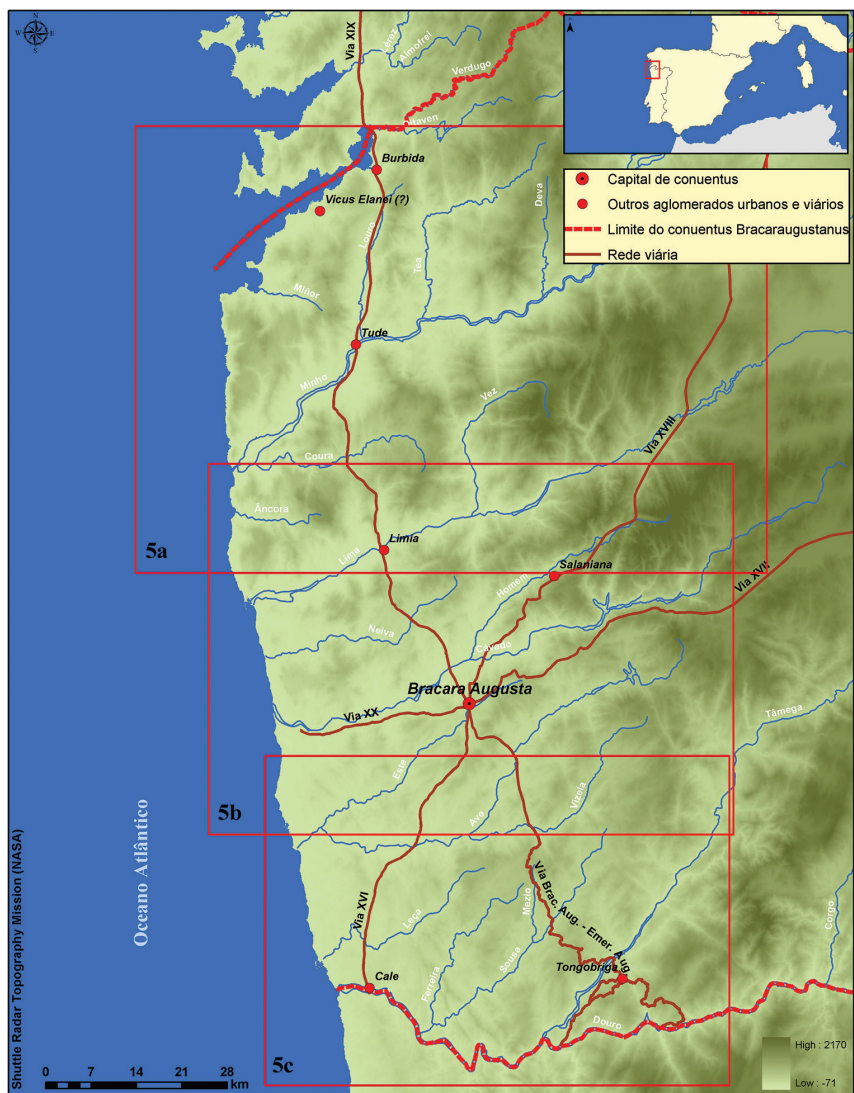 N
Via XIX
Lérez
Almofrei
Verdugo
Oitaven
Burbida
Vicus Elanei (?)
Louro
Tea
Deva
Capital de conuentus
Outros aglomerados urbanos e viários
Limite do conuentus Bracaraugustanus
Rede viária
Miñor
Tude
Minho
Vez
Via XVIII
Coura
Âncora
5a
Lima
Limia
Homem
Salaniana
Via XVII
Neiva
Cávado
Bracara Augusta
Via XX
Tâmega
Este
Ave
Vizela
5b
Oceano Atlântico
Shuttle Radar Topography Mission (NASA)
Via XVI
Leça
Mezio
Via Brac. Aug. - Emer. Aug.
Corgo
Ferreira
Sousa
Tongobriga
Cale
Douro
5c
High : 2170
Low : -71
0 7 14 21 28
km